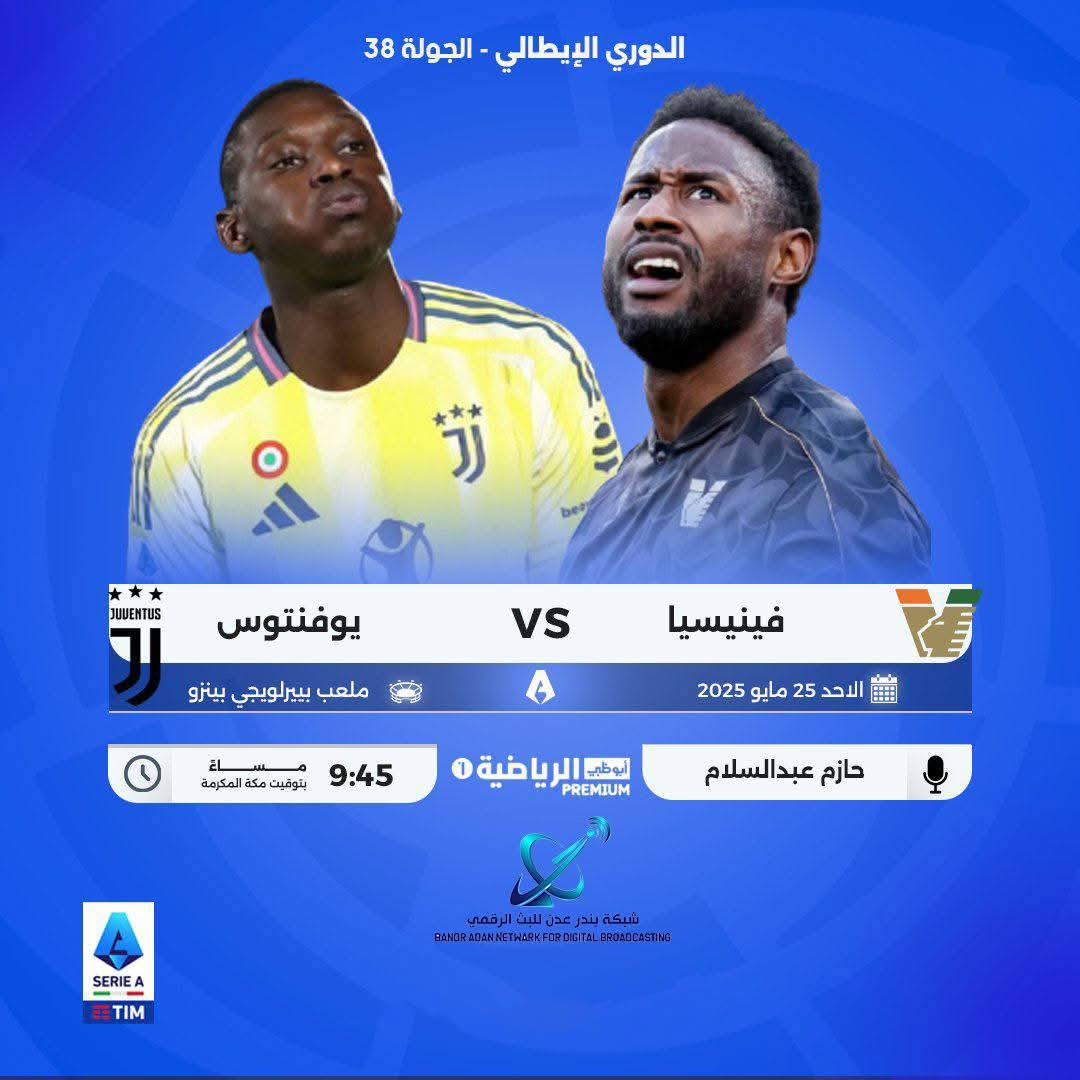 الدوري الإيطالي - الجولة 38
فينيسيا VS يوفنتوس
JUVENTUS
الاحد 25 مايو 2025
ملعب بييرلويجي بينزو
حازم عبدالسلام
أبوظبي الرياضية 1
PREMIUM
9:45 مـــســـاءً
بتوقيت مكة المكرمة
شبكة بندر عدن للبث الرقمي
BANDR ADAN NETWARK FOR DIGITAL BROADCASTING
SERIE A
TIM